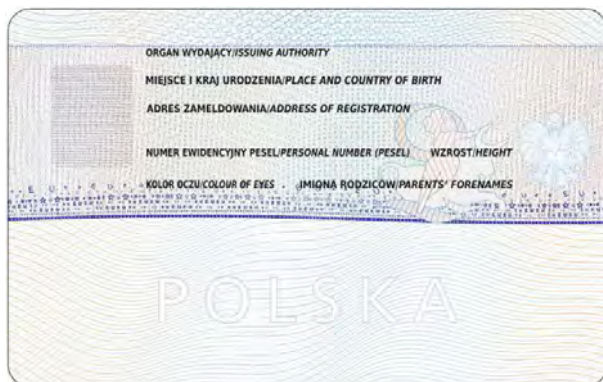 ORGAN WYDAJĄCY/ISSUING AUTHORITY
MIEJSCE I KRAJ URODZENIA/PLACE AND COUNTRY OF BIRTH
ADRES ZAMELDOWANIA/ADDRESS OF REGISTRATION
NUMER EWIDENCYJNY PESEL/PERSONAL NUMBER (PESEL) WZROST/HEIGHT
KOLOR OCZU/COLOUR OF EYES IMIONA RODZICÓW/PARENTS' FORENAMES
POLSKA